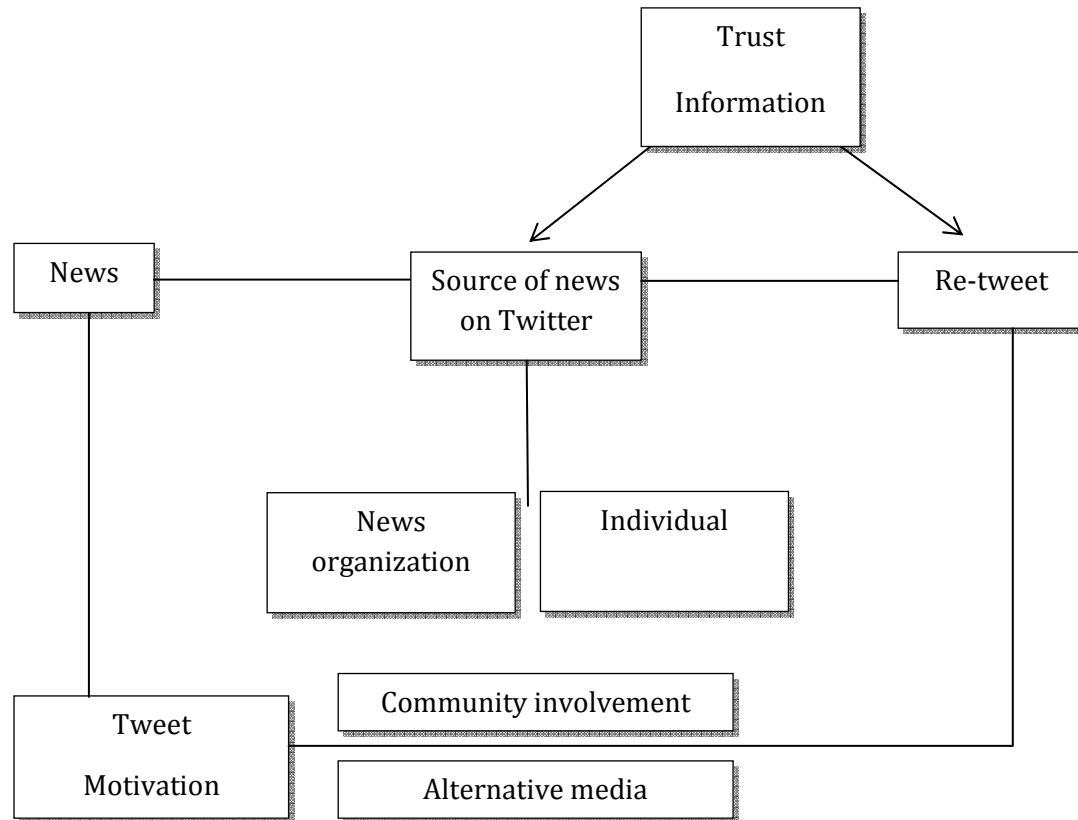 Trust
Information
News
Source of news
on Twitter
Re-tweet
News
organization
Individual
Community involvement
Tweet
Motivation
Alternative media